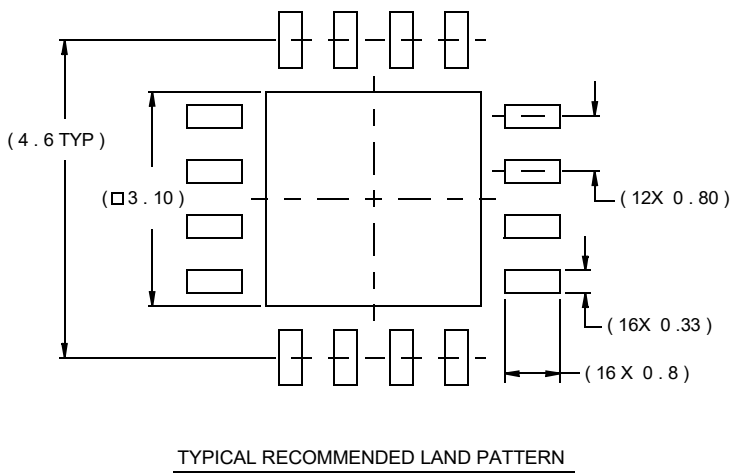 ( 4 . 6 TYP )
( □ 3 . 10 )
( 12X 0 . 80 )
( 16X 0 .33 )
( 16 X 0 . 8 )
TYPICAL RECOMMENDED LAND PATTERN